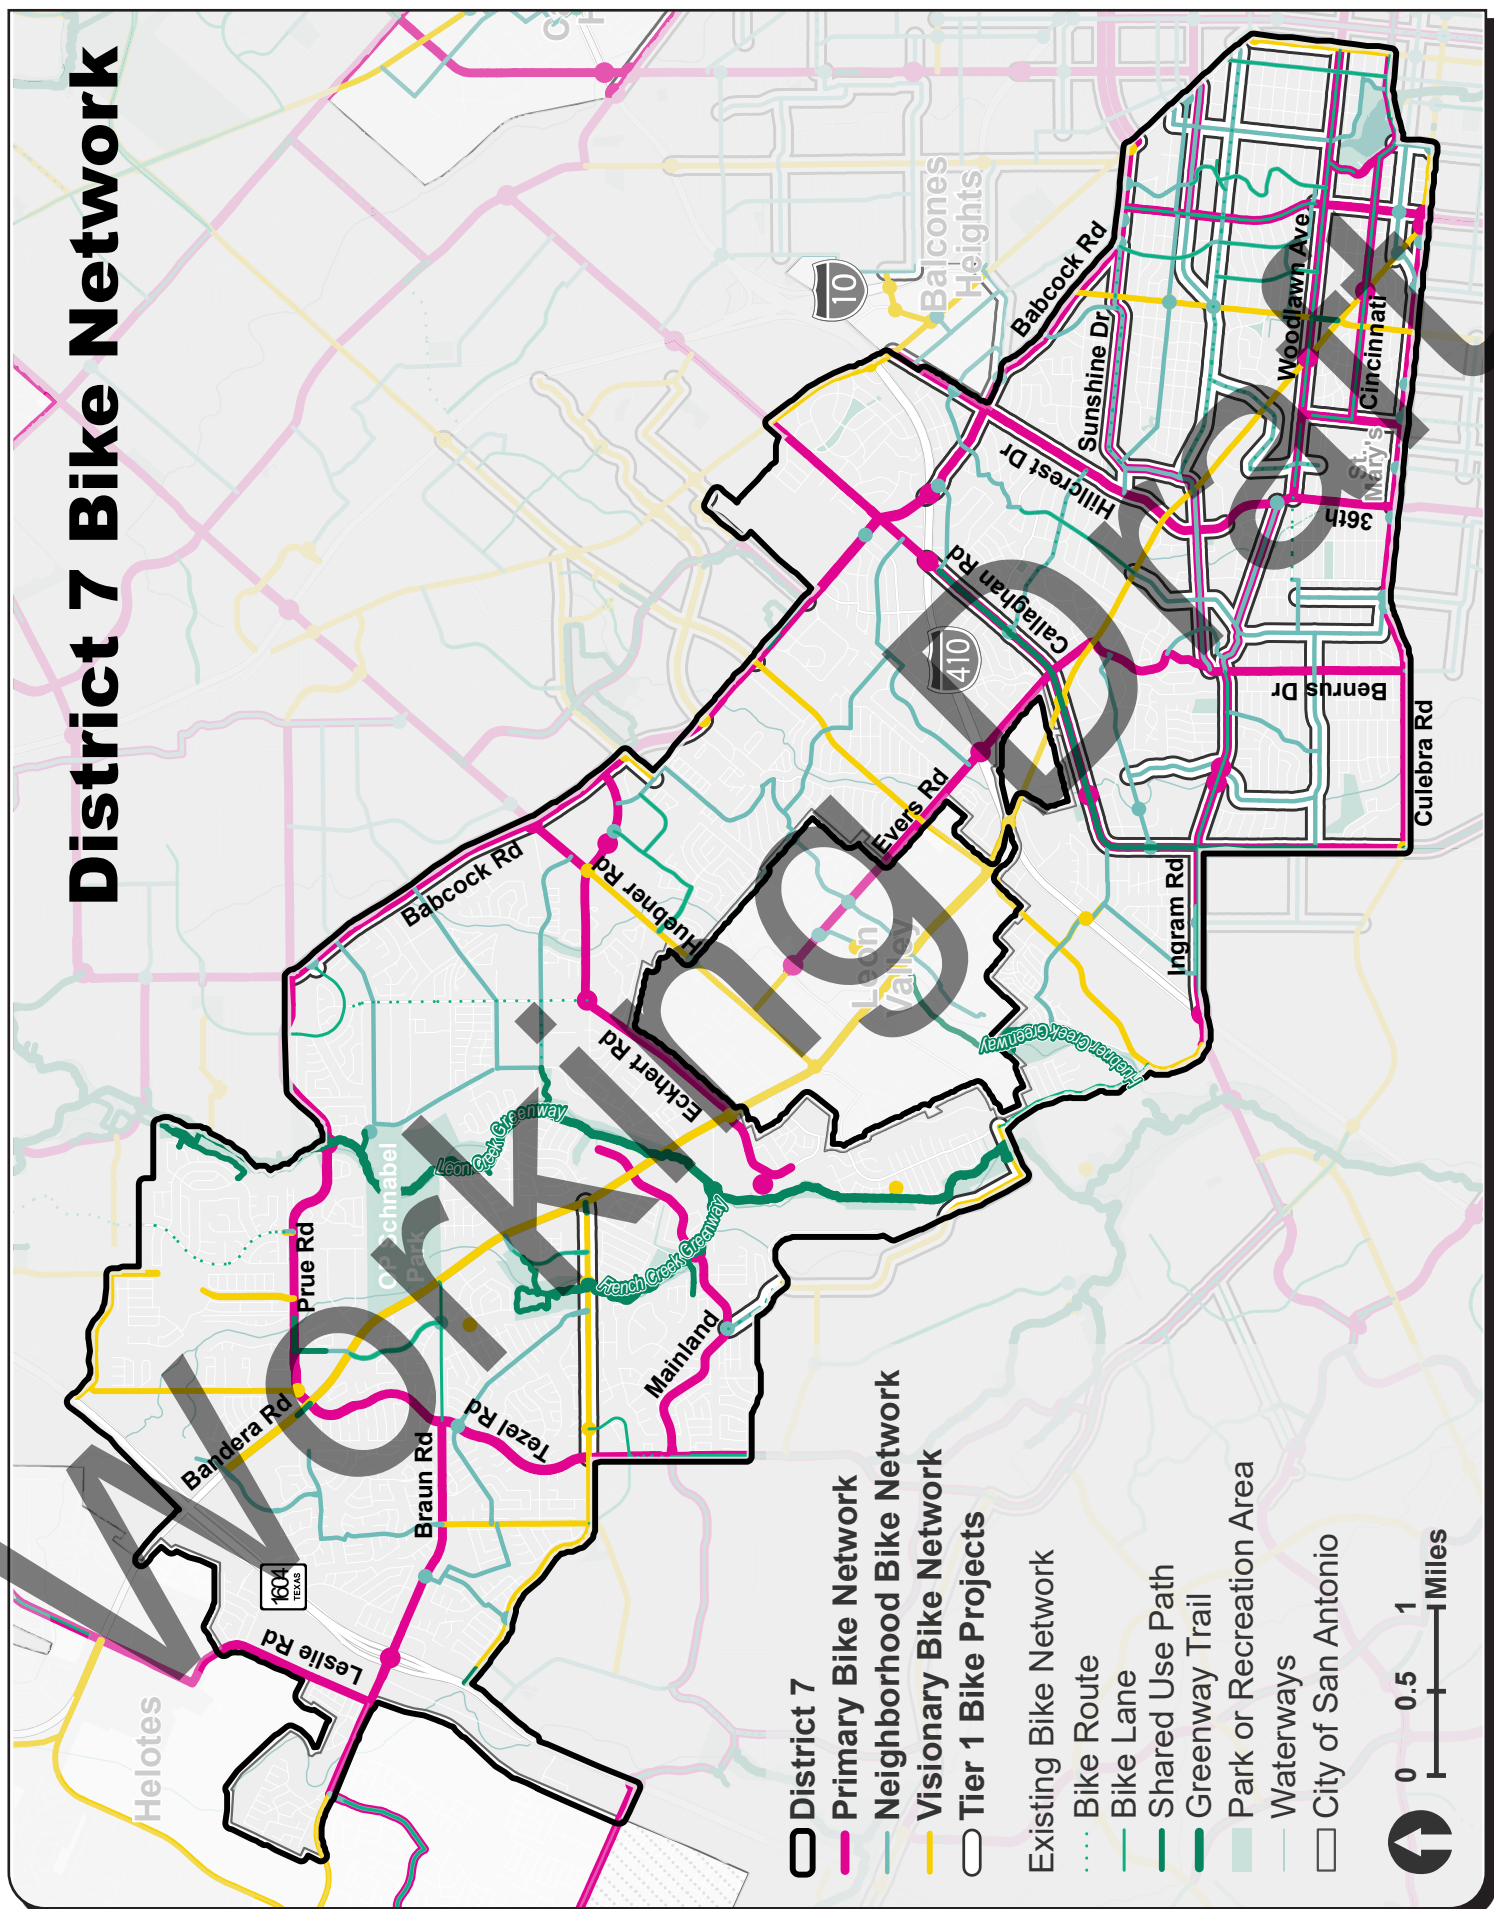 District 7 Bike Network
Working Draft
Helotes
Leslie Rd
1604
TEXAS
Bandera Rd
Braun Rd
Tezel Rd
Prue Rd
OP Schnabel
Park
Mainland
French Creek Greenway
Leon Creek Greenway
Eckhert Rd
Babcock Rd
Huebner Rd
Leon
Valley
Huebner Creek Greenway
Evers Rd
Ingram Rd
410
Callaghan Rd
Benrus Dr
Culebra Rd
Hillcrest Dr
36th
St.
Mary's
Sunshine Dr
Babcock Rd
Woodlawn Ave
Cincinnati
10
Balcones
Heights
District 7
Primary Bike Network
Neighborhood Bike Network
Visionary Bike Network
Tier 1 Bike Projects
Existing Bike Network
Bike Route
Bike Lane
Shared Use Path
Greenway Trail
Park or Recreation Area
Waterways
City of San Antonio
0 0.5 1
Miles